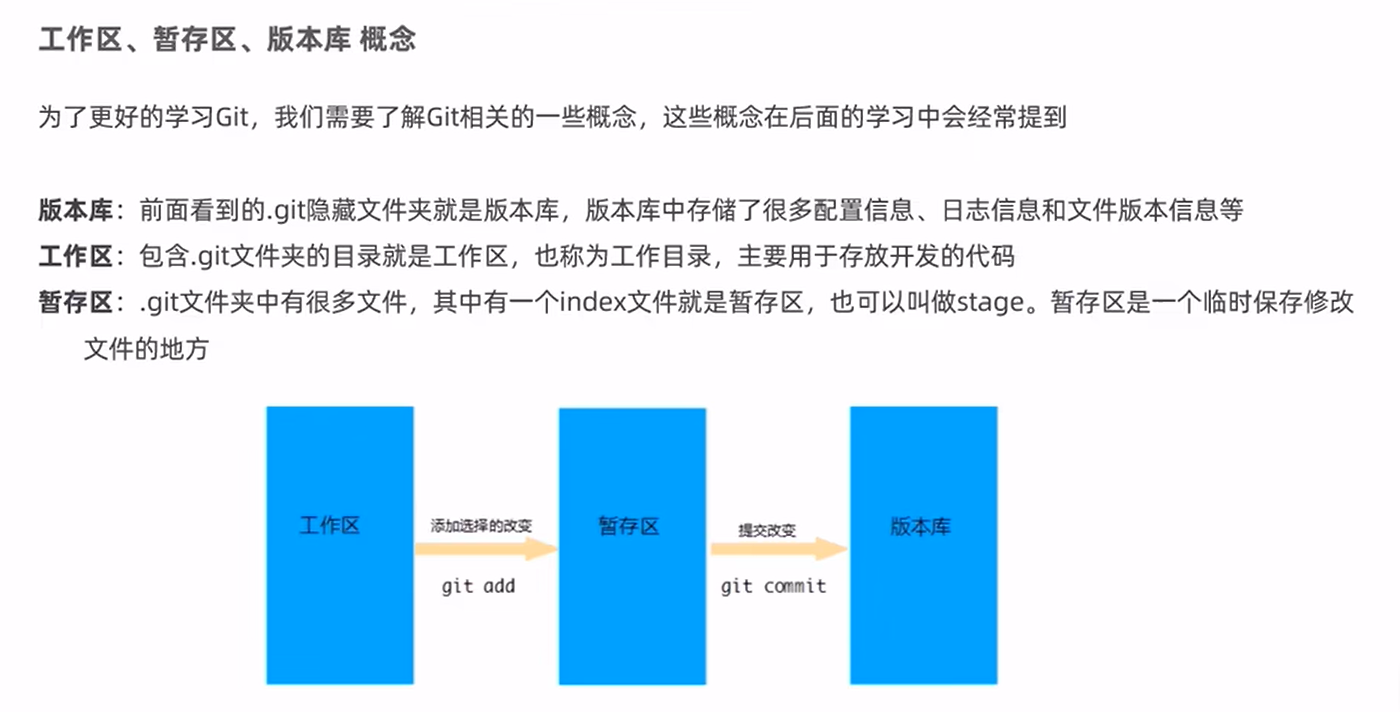 工作区、暂存区、版本库 概念
为了更好的学习Git，我们需要了解Git相关的一些概念，这些概念在后面的学习中会经常提到
版本库：前面看到的.git隐藏文件夹就是版本库，版本库中存储了很多配置信息、日志信息和文件版本信息等
工作区：包含.git文件夹的目录就是工作区，也称为工作目录，主要用于存放开发的代码
暂存区：.git文件夹中有很多文件，其中有一个index文件就是暂存区，也可以叫做stage。暂存区是一个临时保存修改
文件的地方
工作区
添加选择的改变
git add
暂存区
提交改变
git commit
版本库